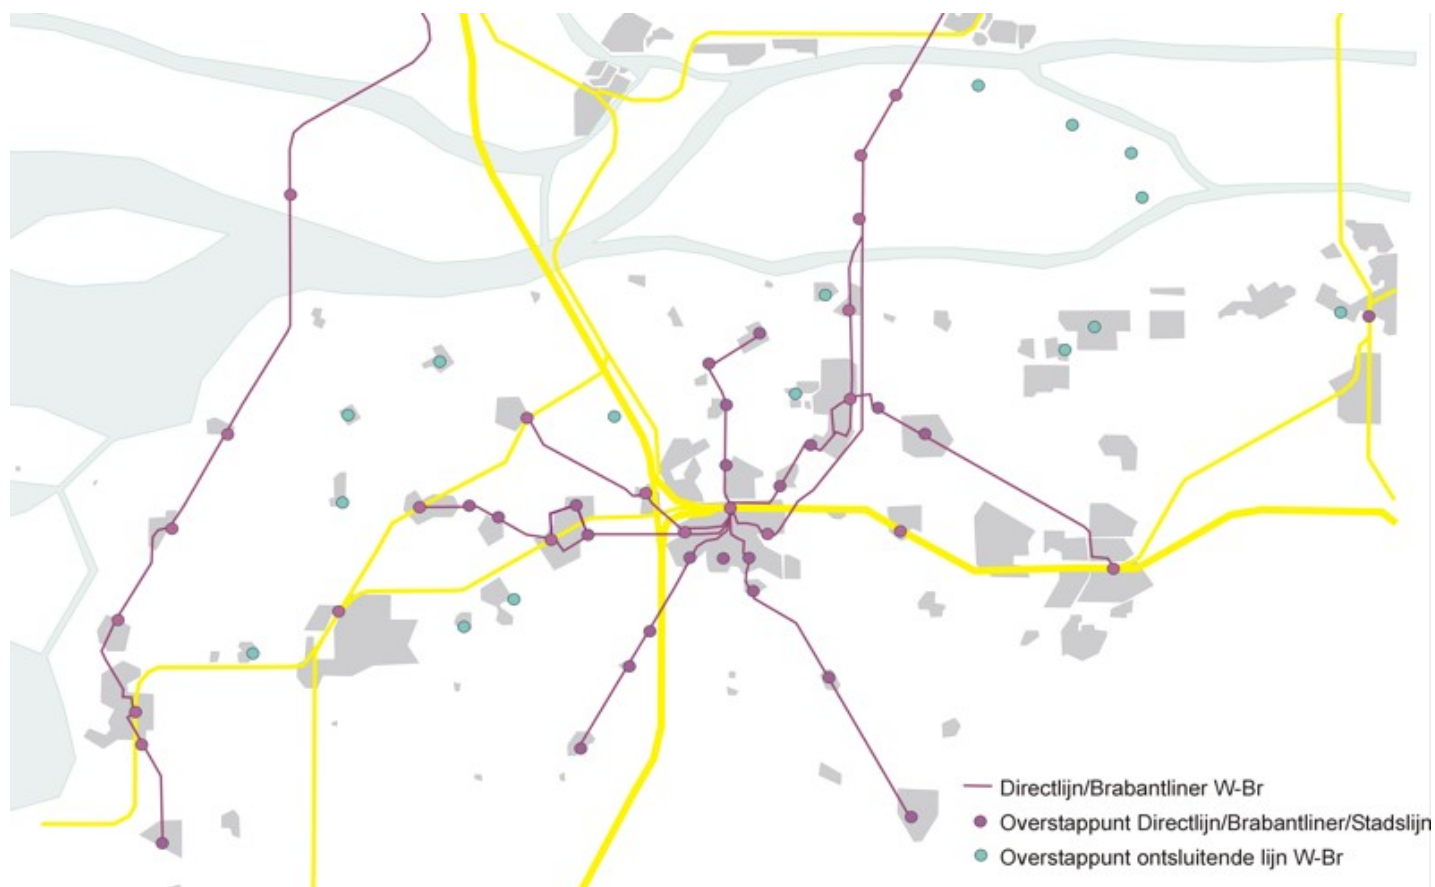 Directlijn/Brabantliner W-Br
Overstappunt Directlijn/Brabantliner/Stadslijn
Overstappunt ontsluitende lijn W-Br